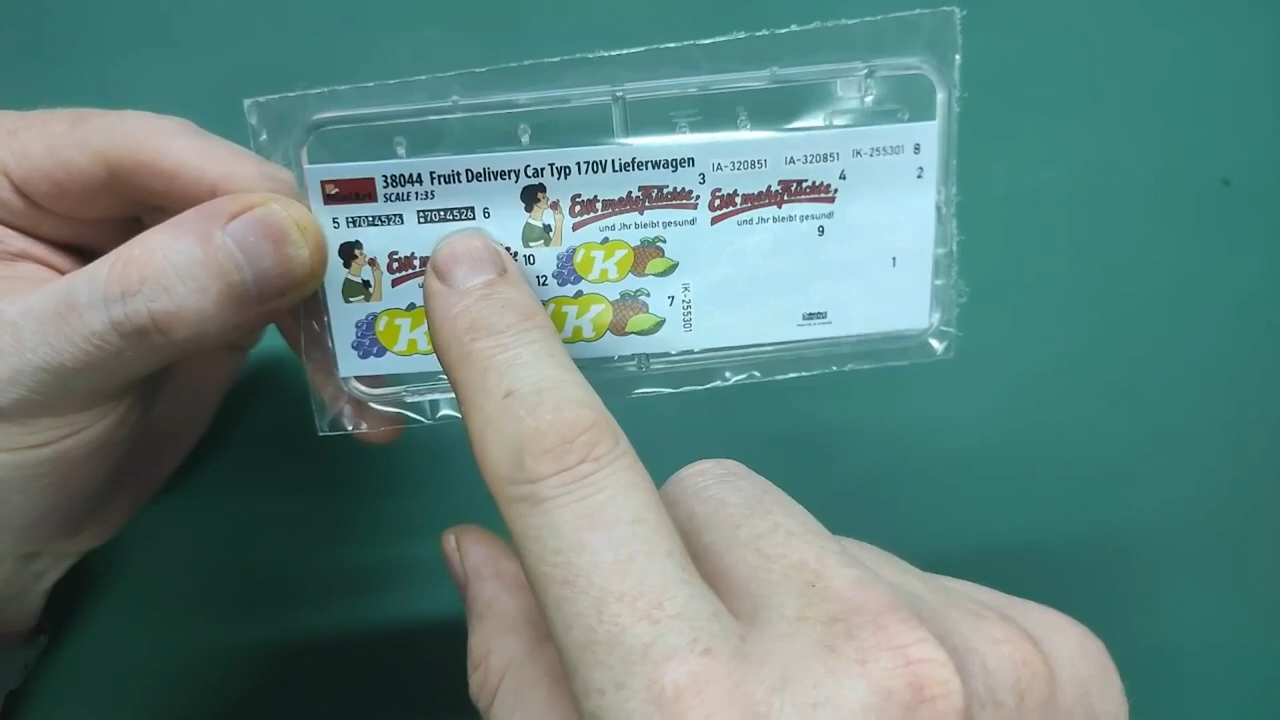 MiniArt 38044 Fruit Delivery Car Typ 170V Lieferwagen
SCALE 1:35
IA-320851 IA-320851 IK-255301 8
5 70-4526 70-4526 6
3 4 2
Esst mehr Früchte,
und Jhr bleibt gesund!
Esst mehr Früchte,
und Jhr bleibt gesund!
9
Esst 10
12 'K
1
'K 'K 7
IK-255301